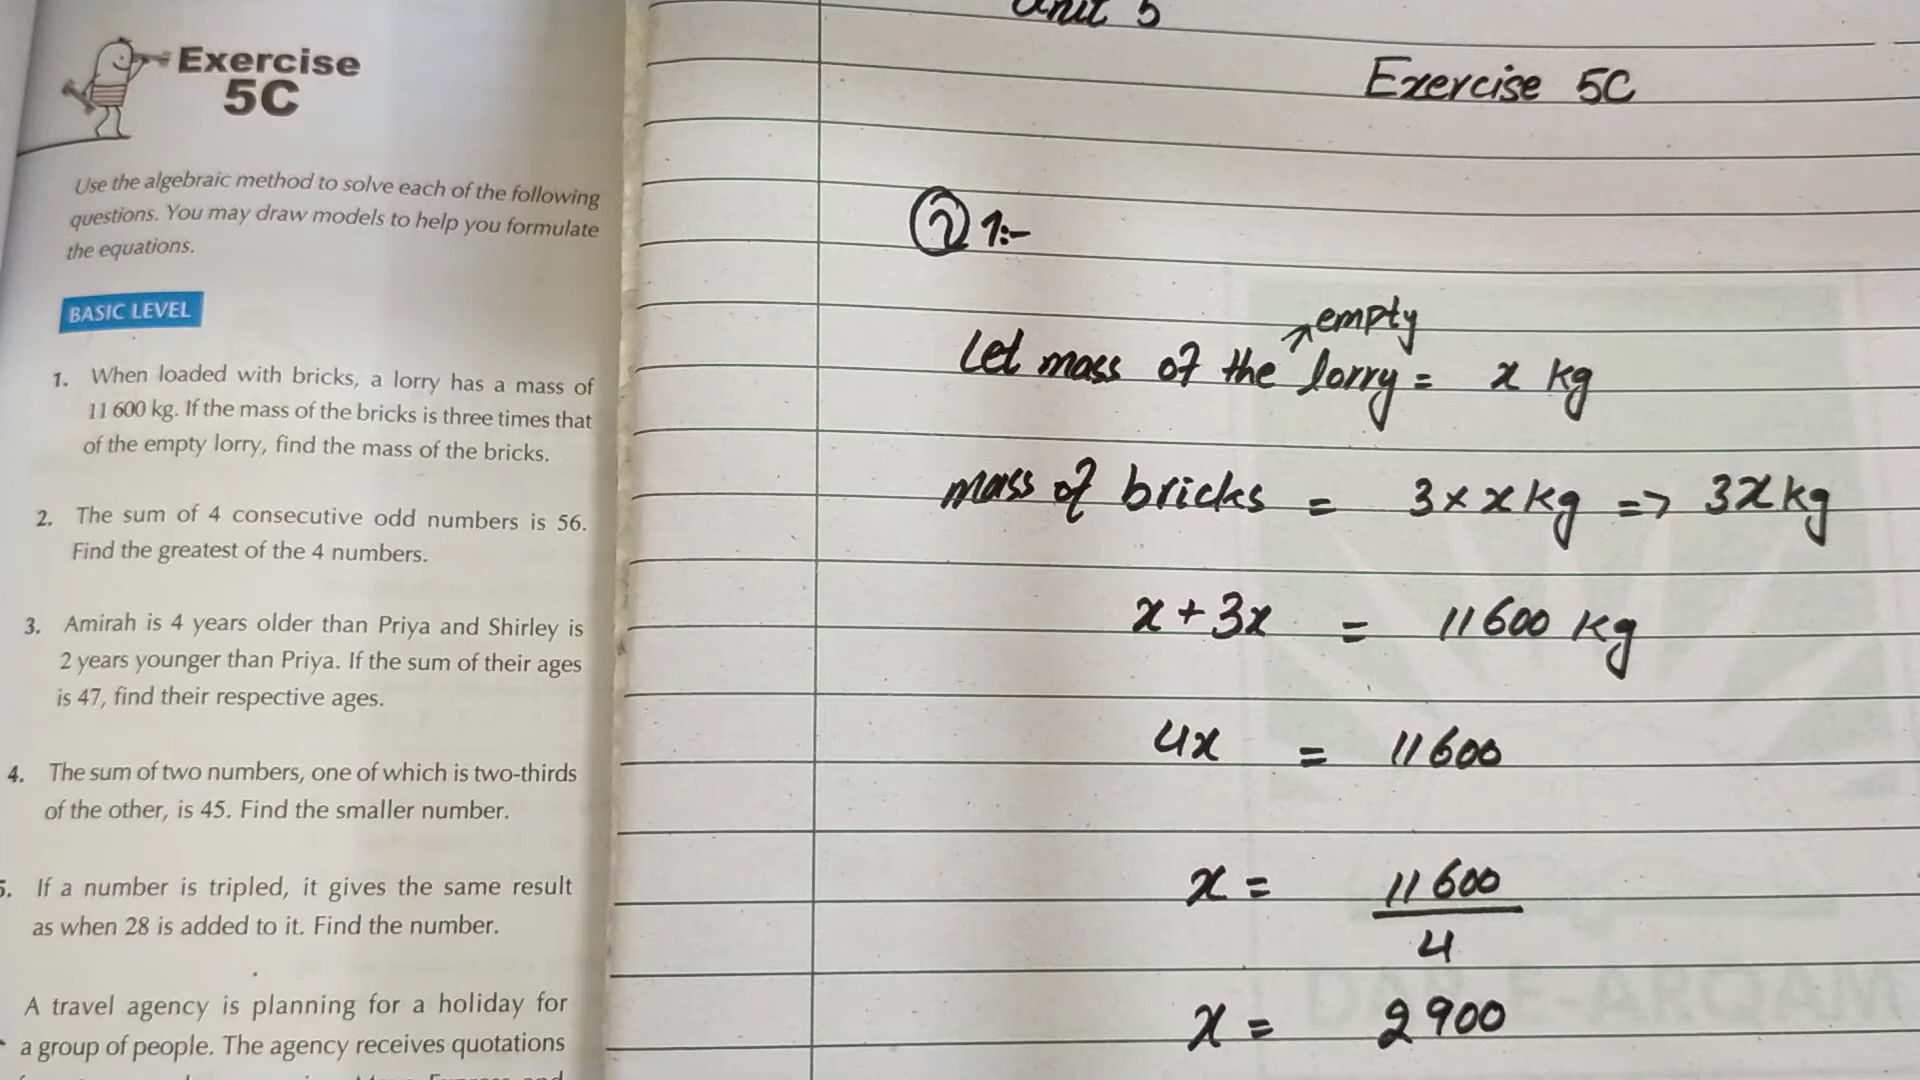 Exercise
5C
Use the algebraic method to solve each of the following
questions. You may draw models to help you formulate
the equations.
BASIC LEVEL
1. When loaded with bricks, a lorry has a mass of
11 600 kg. If the mass of the bricks is three times that
of the empty lorry, find the mass of the bricks.
2. The sum of 4 consecutive odd numbers is 56.
Find the greatest of the 4 numbers.
3. Amirah is 4 years older than Priya and Shirley is
2 years younger than Priya. If the sum of their ages
is 47, find their respective ages.
4. The sum of two numbers, one of which is two-thirds
of the other, is 45. Find the smaller number.
5. If a number is tripled, it gives the same result
as when 28 is added to it. Find the number.
A travel agency is planning for a holiday for
a group of people. The agency receives quotations
Unit 5
Exercise 5C
Q 1:-
empty
Let mass of the lorry = x kg
mass of bricks = 3 × x kg => 3x kg
x + 3x = 11600 kg
4x = 11600
x = 11600
4
x = 2900
DAR-E-ARQAM